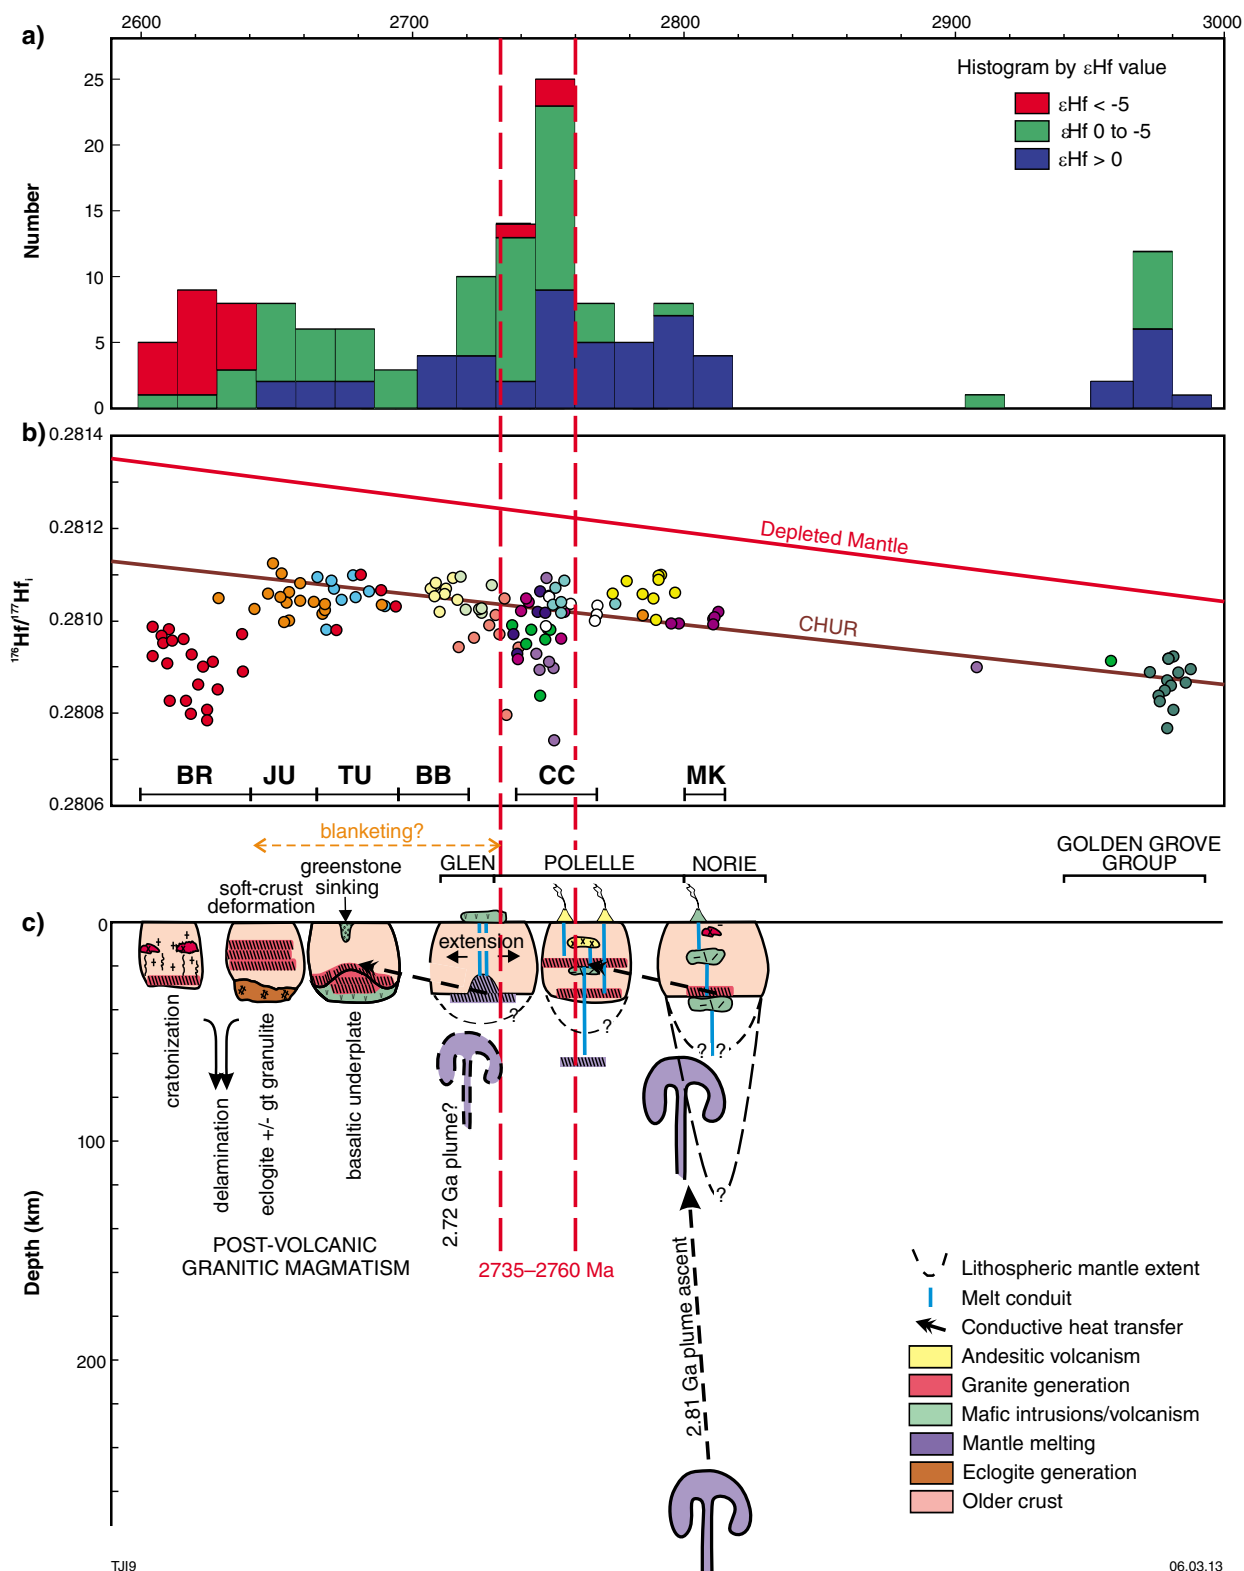 2600 2700 2800 2900 3000
a)
Histogram by εHf value
εHf < -5
εHf 0 to -5
εHf > 0
25
20
15
10
5
0
Number
b)
0.2814
0.2812
0.2810
0.2808
0.2806
176Hf/177Hfi
Depleted Mantle
CHUR
BR JU TU BB CC MK
blanketing?
GLEN POLELLE NORIE
GOLDEN GROVE
GROUP
greenstone
sinking
soft-crust
deformation
c)
0
100
200
Depth (km)
extension
?
?
? ?
?
cratonization
delamination
eclogite +/- gt granulite
basaltic underplate
2.72 Ga plume?
2.81 Ga plume ascent
POST-VOLCANIC
GRANITIC MAGMATISM
2735–2760 Ma
Lithospheric mantle extent
Melt conduit
Conductive heat transfer
Andesitic volcanism
Granite generation
Mafic intrusions/volcanism
Mantle melting
Eclogite generation
Older crust
TJI9
06.03.13